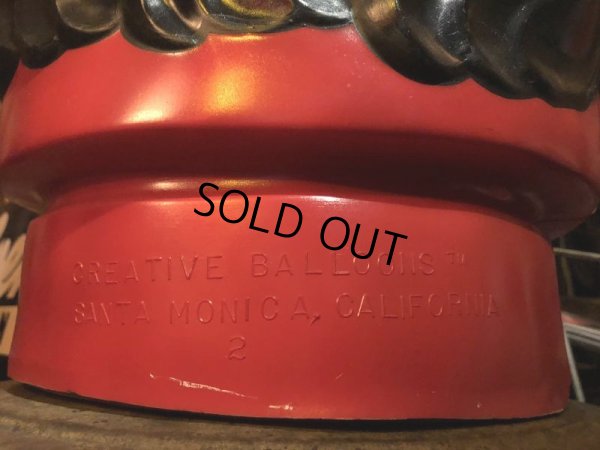 SOLD OUT
CREATIVE BALLOONS™
SANTA MONICA, CALIFORNIA
2